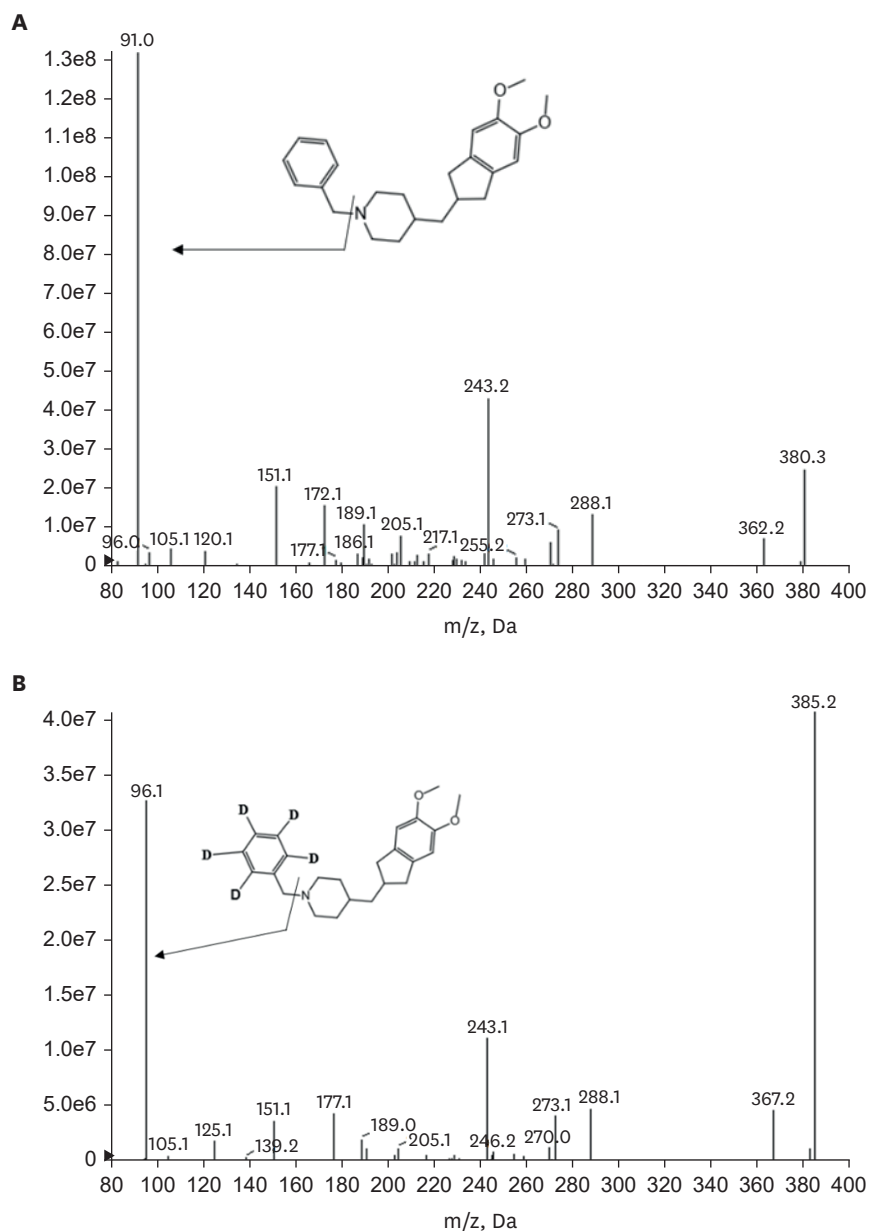 A
91.0
1.3e8
1.2e8
1.1e8
1.0e8
9.0e7
8.0e7
7.0e7
6.0e7
5.0e7
4.0e7
3.0e7
2.0e7
1.0e7
0
O
O
N
96.0
105.1
120.1
151.1
172.1
177.1
186.1
189.1
205.1
217.1
243.2
255.2
273.1
288.1
362.2
380.3
80 100 120 140 160 180 200 220 240 260 280 300 320 340 360 380 400
m/z, Da
B
4.0e7
3.5e7
3.0e7
2.5e7
2.0e7
1.5e7
1.0e7
5.0e6
0
D
D
D
D
D
O
O
N
96.1
105.1
125.1
139.2
151.1
177.1
189.0
205.1
243.1
246.2
270.0
273.1
288.1
367.2
385.2
80 100 120 140 160 180 200 220 240 260 280 300 320 340 360 380 400
m/z, Da